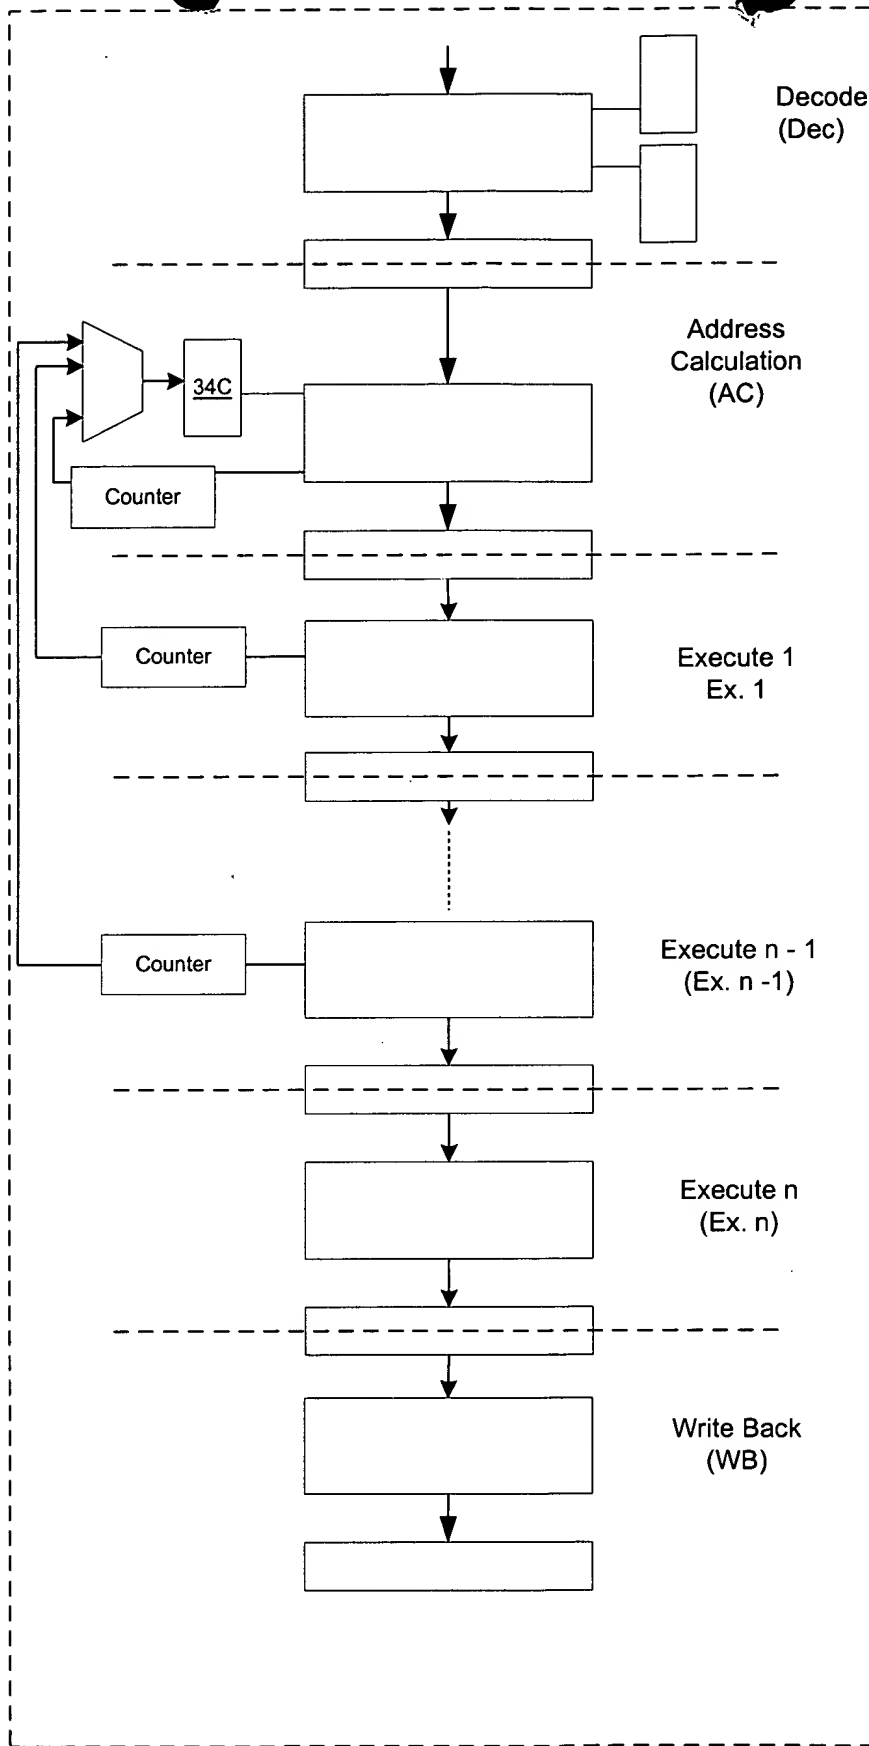 Decode
(Dec)
Address
Calculation
(AC)
34C
Counter
Counter
Execute 1
Ex. 1
Counter
Execute n - 1
(Ex. n -1)
Execute n
(Ex. n)
Write Back
(WB)